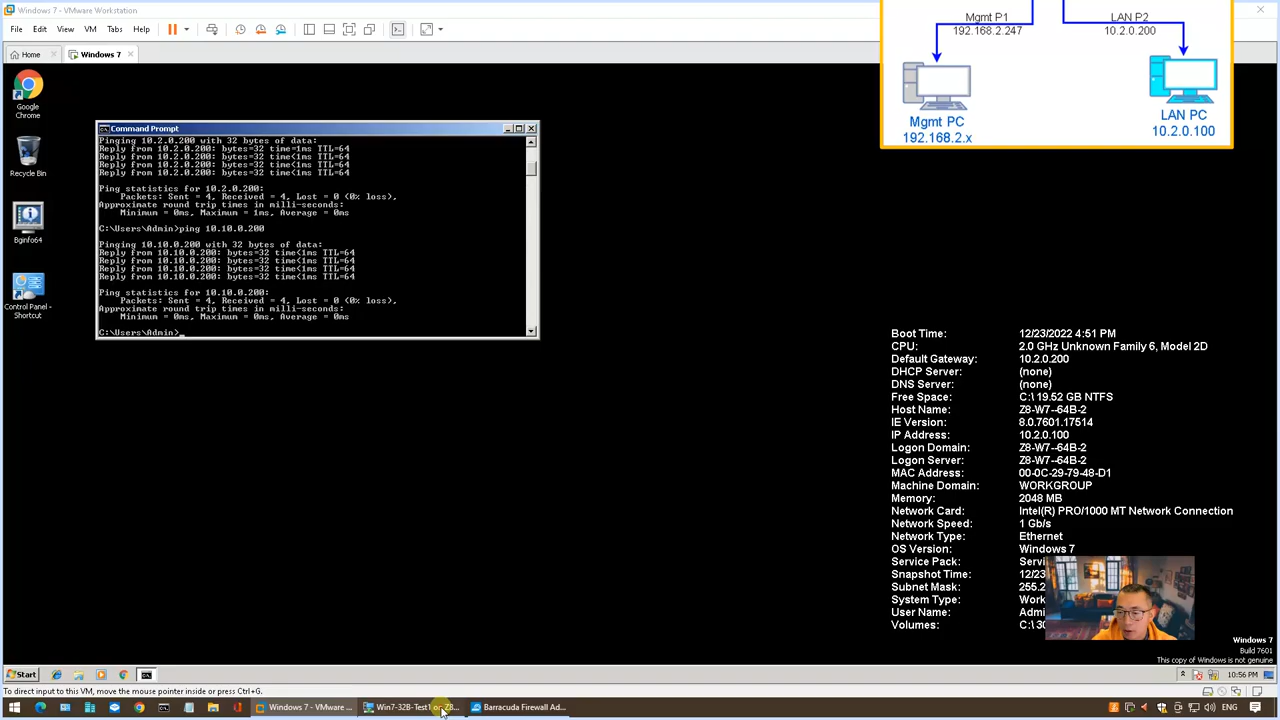 Windows 7 - VMware Workstation
File Edit View VM Tabs Help
Home
Windows 7
Google Chrome
Recycle Bin
Bginfo64
Control Panel - Shortcut
Command Prompt
Pinging 10.2.0.200 with 32 bytes of data:
Reply from 10.2.0.200: bytes=32 time=1ms TTL=64
Reply from 10.2.0.200: bytes=32 time<1ms TTL=64
Reply from 10.2.0.200: bytes=32 time<1ms TTL=64
Reply from 10.2.0.200: bytes=32 time<1ms TTL=64
Ping statistics for 10.2.0.200:
Packets: Sent = 4, Received = 4, Lost = 0 (0% loss),
Approximate round trip times in milli-seconds:
Minimum = 0ms, Maximum = 1ms, Average = 0ms
C:\Users\Admin>ping 10.10.0.200
Pinging 10.10.0.200 with 32 bytes of data:
Reply from 10.10.0.200: bytes=32 time<1ms TTL=64
Reply from 10.10.0.200: bytes=32 time<1ms TTL=64
Reply from 10.10.0.200: bytes=32 time<1ms TTL=64
Reply from 10.10.0.200: bytes=32 time<1ms TTL=64
Ping statistics for 10.10.0.200:
Packets: Sent = 4, Received = 4, Lost = 0 (0% loss),
Approximate round trip times in milli-seconds:
Minimum = 0ms, Maximum = 0ms, Average = 0ms
C:\Users\Admin>_
Mgmt P1
192.168.2.247
LAN P2
10.2.0.200
Mgmt PC
192.168.2.x
LAN PC
10.2.0.100
Boot Time: 12/23/2022 4:51 PM
CPU: 2.0 GHz Unknown Family 6, Model 2D
Default Gateway: 10.2.0.200
DHCP Server: (none)
DNS Server: (none)
Free Space: C:\ 19.52 GB NTFS
Host Name: Z8-W7--64B-2
IE Version: 8.0.7601.17514
IP Address: 10.2.0.100
Logon Domain: Z8-W7--64B-2
Logon Server: Z8-W7--64B-2
MAC Address: 00-0C-29-79-48-D1
Machine Domain: WORKGROUP
Memory: 2048 MB
Network Card: Intel(R) PRO/1000 MT Network Connection
Network Speed: 1 Gb/s
Network Type: Ethernet
OS Version: Windows 7
Service Pack: Servi
Snapshot Time: 12/23
Subnet Mask: 255.2
System Type: Work
User Name: Admi
Volumes: C:\ 30
Windows 7
Build 7601
This copy of Windows is not genuine
Start
10:56 PM
To direct input to this VM, move the mouse pointer inside or press Ctrl+G.
Windows 7 - VMware ...
Win7-32B-Test1 on Z8...
Barracuda Firewall Ad...
ENG